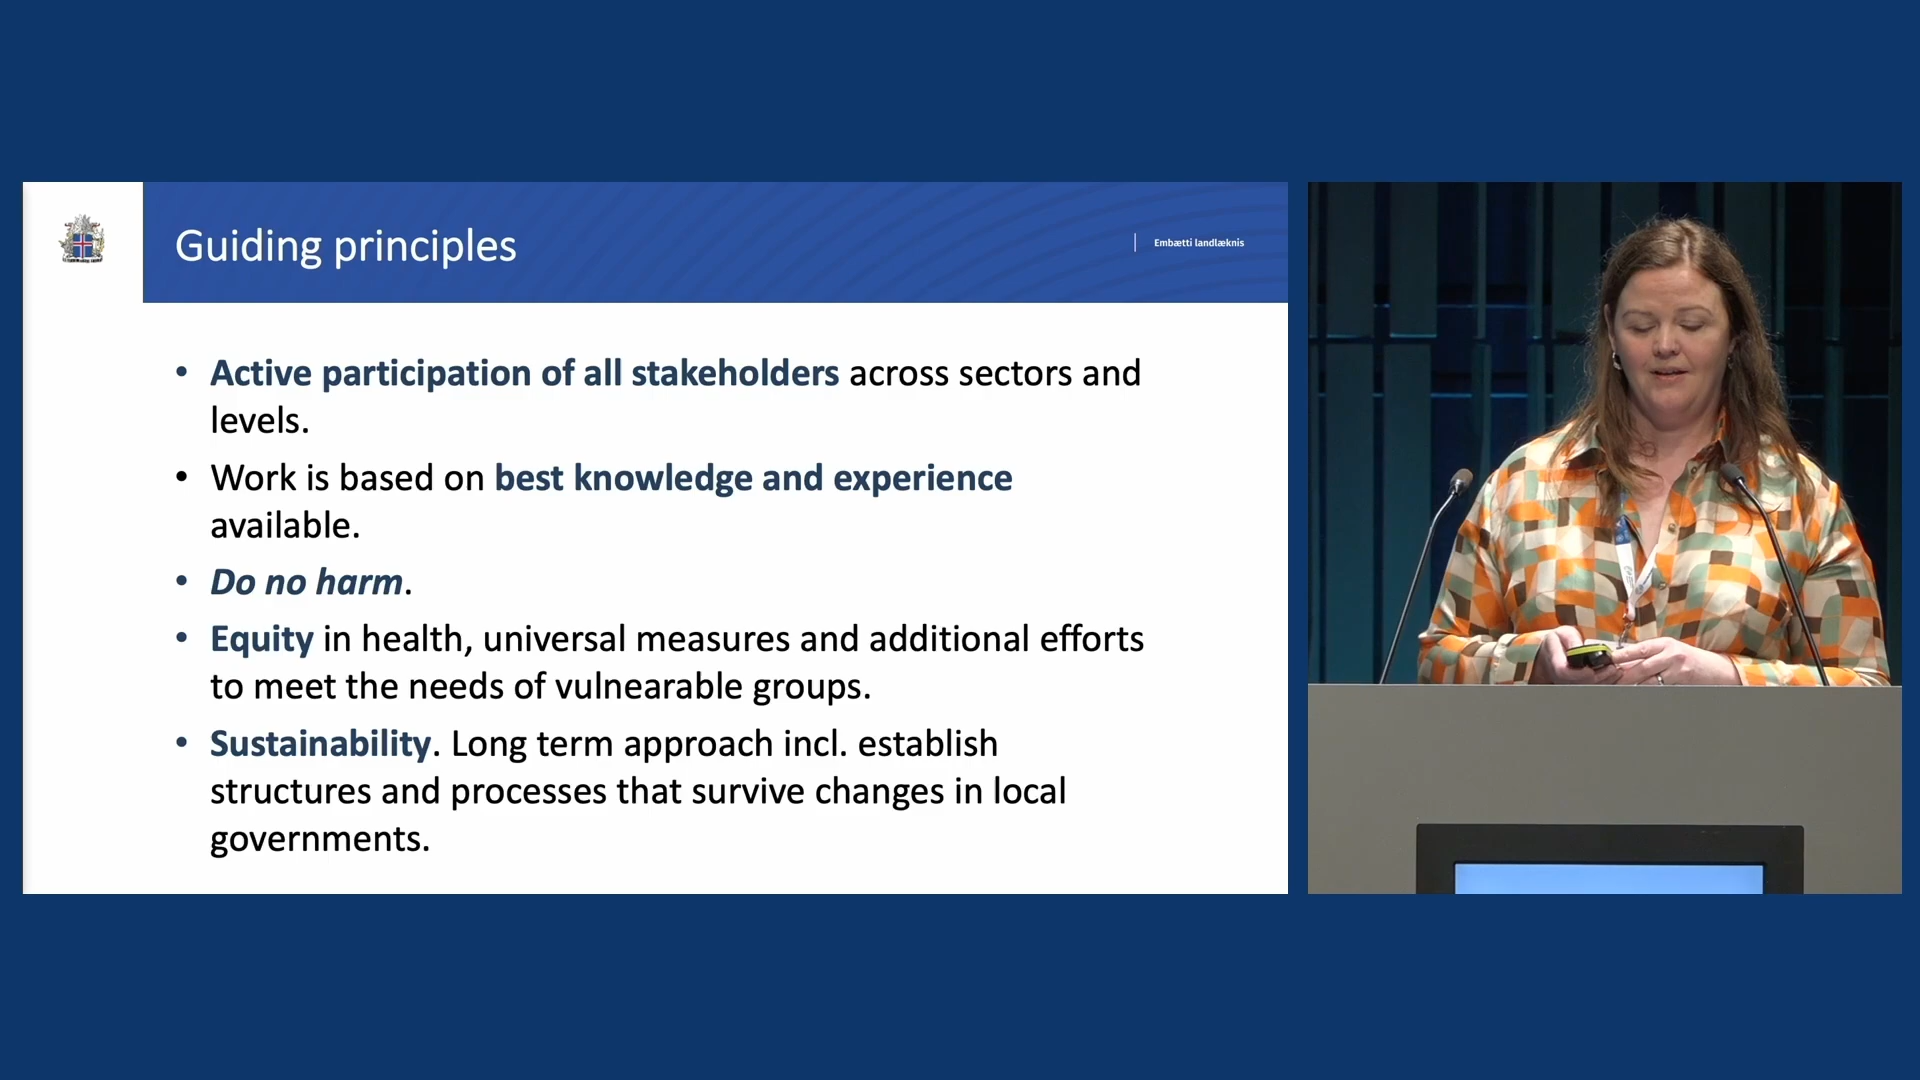 Guiding principles
Embætti landlæknis
• Active participation of all stakeholders across sectors and
levels.
• Work is based on best knowledge and experience
available.
• Do no harm.
• Equity in health, universal measures and additional efforts
to meet the needs of vulnearable groups.
• Sustainability. Long term approach incl. establish
structures and processes that survive changes in local
governments.